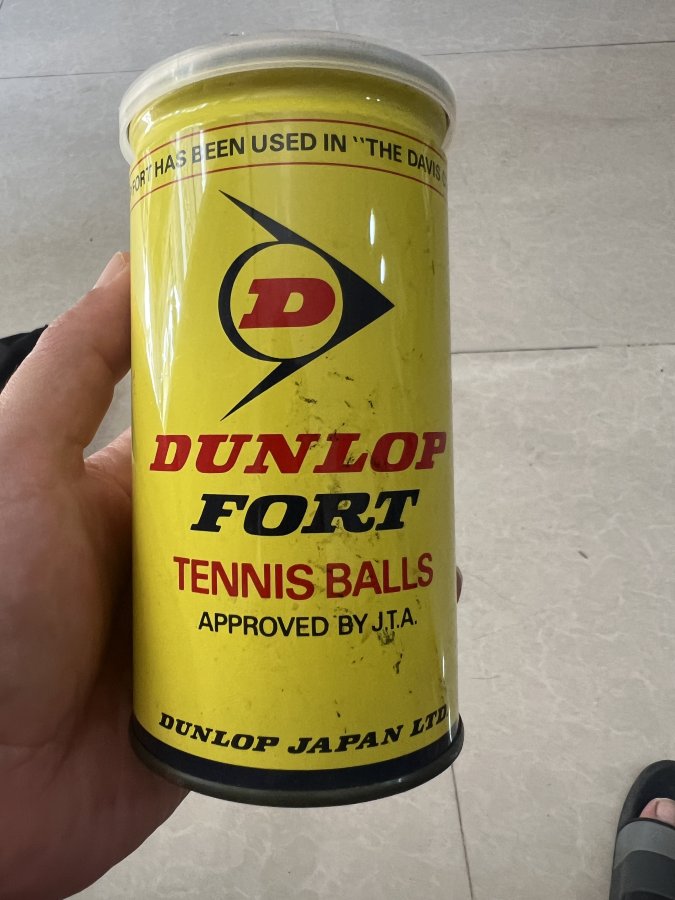 FORT HAS BEEN USED IN "THE DAVIS
D
DUNLOP
FORT
TENNIS BALLS
APPROVED BY J.T.A.
DUNLOP JAPAN LTD